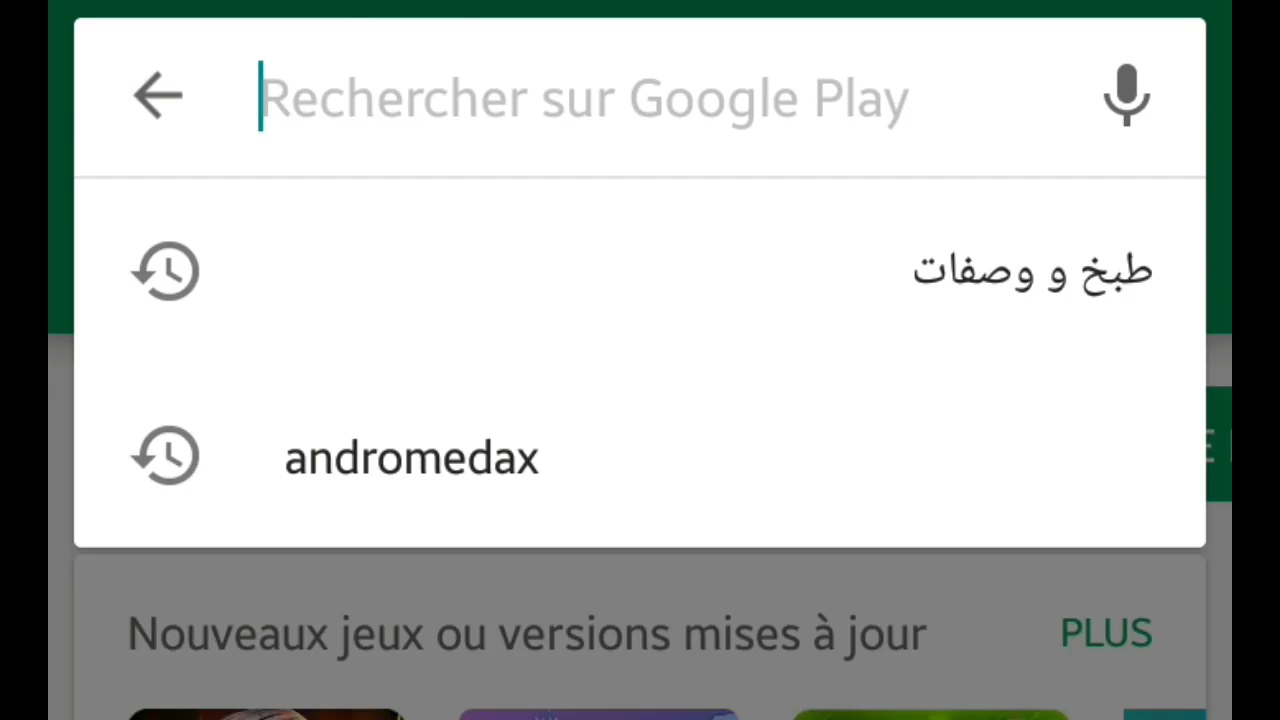 Rechercher sur Google Play
طبخ و وصفات
andromedax
Nouveaux jeux ou versions mises à jour
PLUS